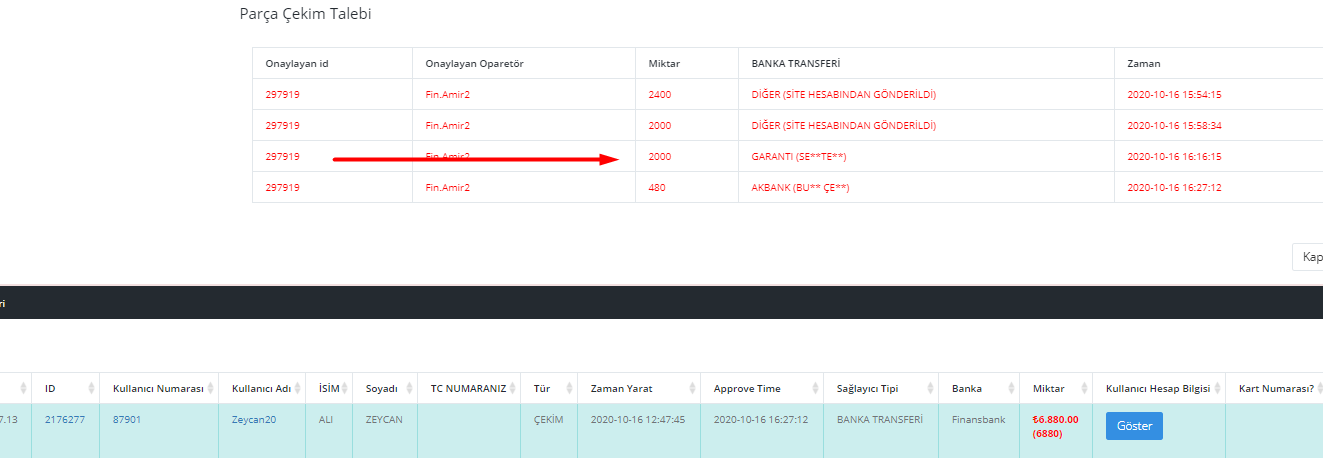 Parça Çekim Talebi
Onaylayan id Onaylayan Oparetör Miktar BANKA TRANSFERİ Zaman
297919 Fin.Amir2 2400 DİĞER (SİTE HESABINDAN GÖNDERİLDİ) 2020-10-16 15:54:15
297919 Fin.Amir2 2000 DİĞER (SİTE HESABINDAN GÖNDERİLDİ) 2020-10-16 15:58:34
297919 Fin.Amir2 2000 GARANTI (SE**TE**) 2020-10-16 16:16:15
297919 Fin.Amir2 480 AKBANK (BU** ÇE**) 2020-10-16 16:27:12
Kap
ri
ID Kullanıcı Numarası Kullanıcı Adı İSİM Soyadı TC NUMARANIZ Tür Zaman Yarat Approve Time Sağlayıcı Tipi Banka Miktar Kullanıcı Hesap Bilgisi Kart Numarası?
7.13 2176277 87901 Zeycan20 ALI ZEYCAN ÇEKİM 2020-10-16 12:47:45 2020-10-16 16:27:12 BANKA TRANSFERİ Finansbank ₺6.880.00 Göster
(6880)